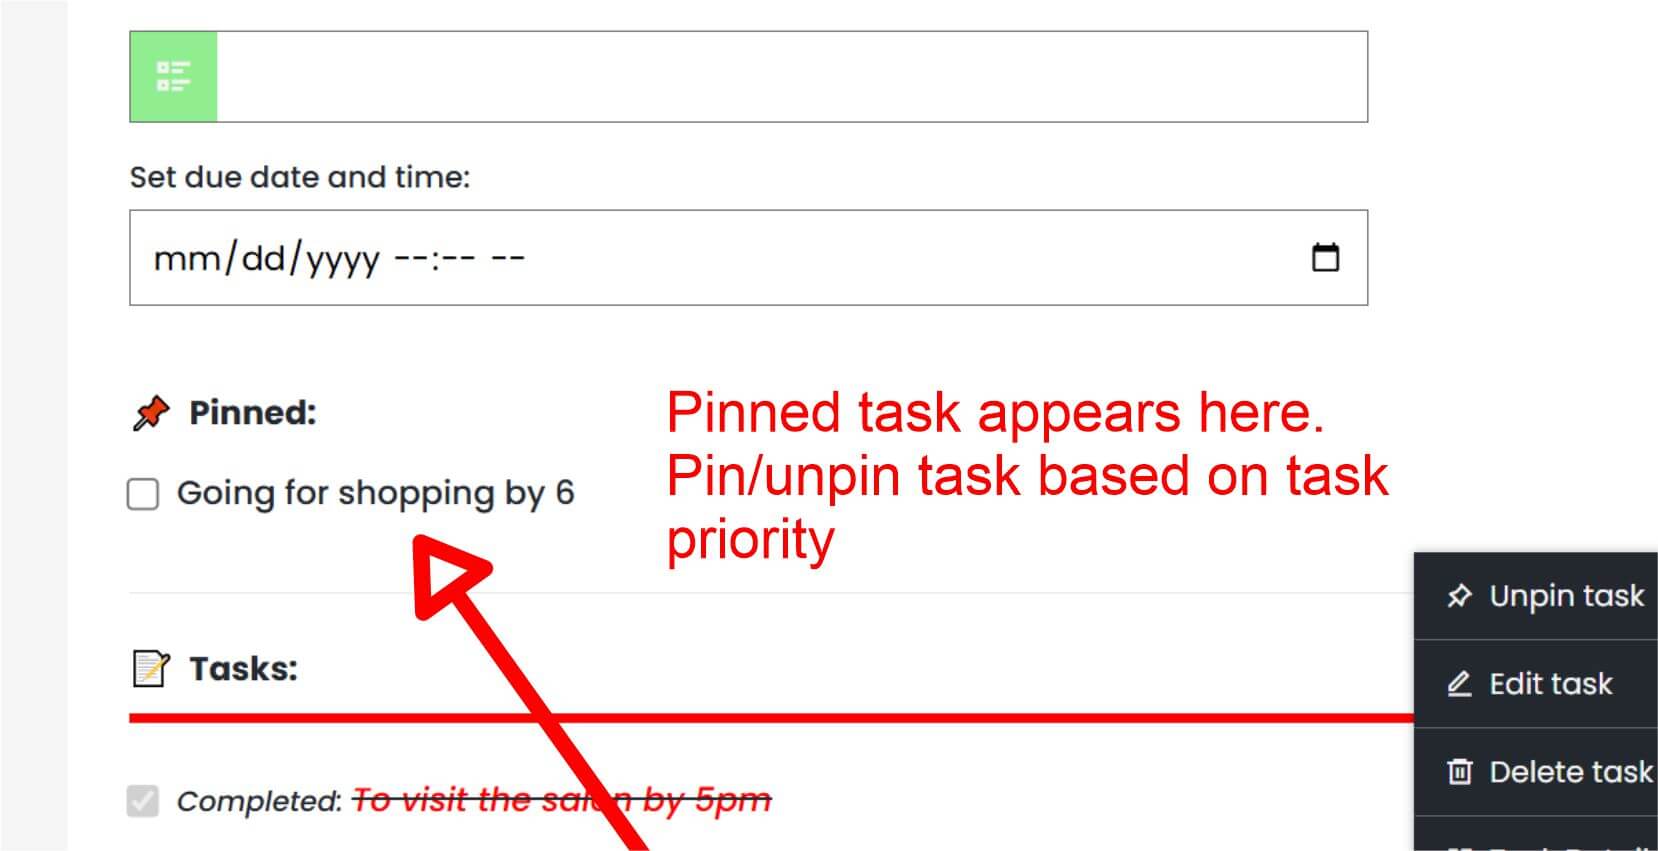 Set due date and time:
mm/dd/yyyy --:-- --
Pinned:
Going for shopping by 6
Pinned task appears here.
Pin/unpin task based on task
priority
Unpin task
Tasks:
Edit task
Delete task
Completed: To visit the salon by 5pm